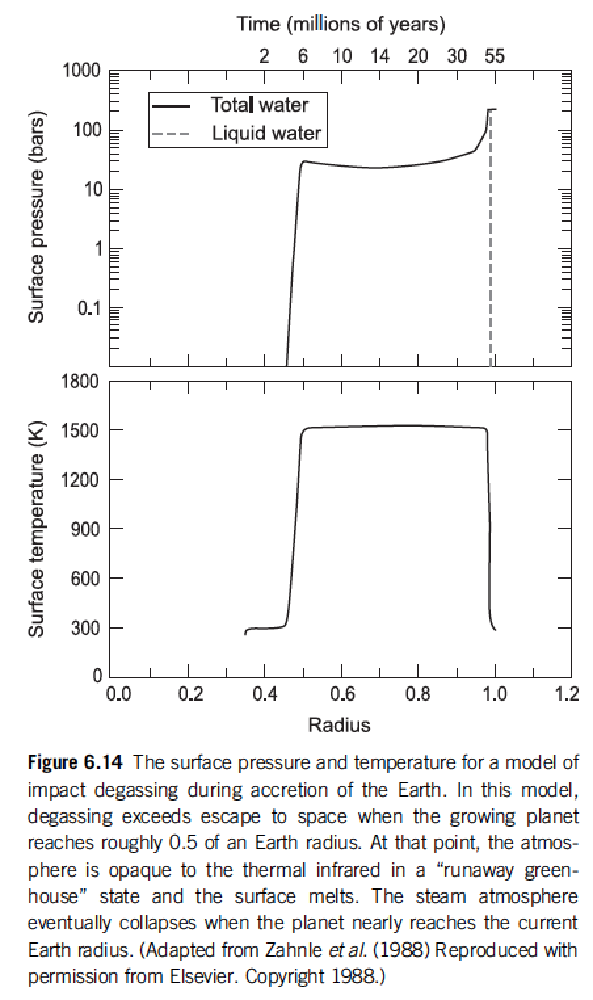 Time (millions of years)
2 6 10 14 20 30 55
1000
100
10
1
0.1
Surface pressure (bars)
Total water
Liquid water
1800
1500
1200
900
600
300
0
Surface temperature (K)
0.0 0.2 0.4 0.6 0.8 1.0 1.2
Radius
Figure 6.14 The surface pressure and temperature for a model of
impact degassing during accretion of the Earth. In this model,
degassing exceeds escape to space when the growing planet
reaches roughly 0.5 of an Earth radius. At that point, the atmos-
phere is opaque to the thermal infrared in a “runaway green-
house” state and the surface melts. The steam atmosphere
eventually collapses when the planet nearly reaches the current
Earth radius. (Adapted from Zahnle et al. (1988) Reproduced with
permission from Elsevier. Copyright 1988.)